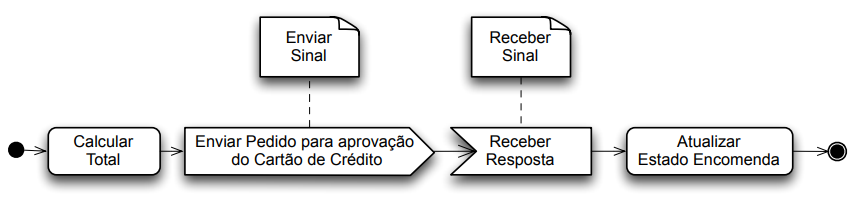 Enviar
Sinal
Receber
Sinal
Calcular
Total
Enviar Pedido para aprovação
do Cartão de Crédito
Receber
Resposta
Atualizar
Estado Encomenda